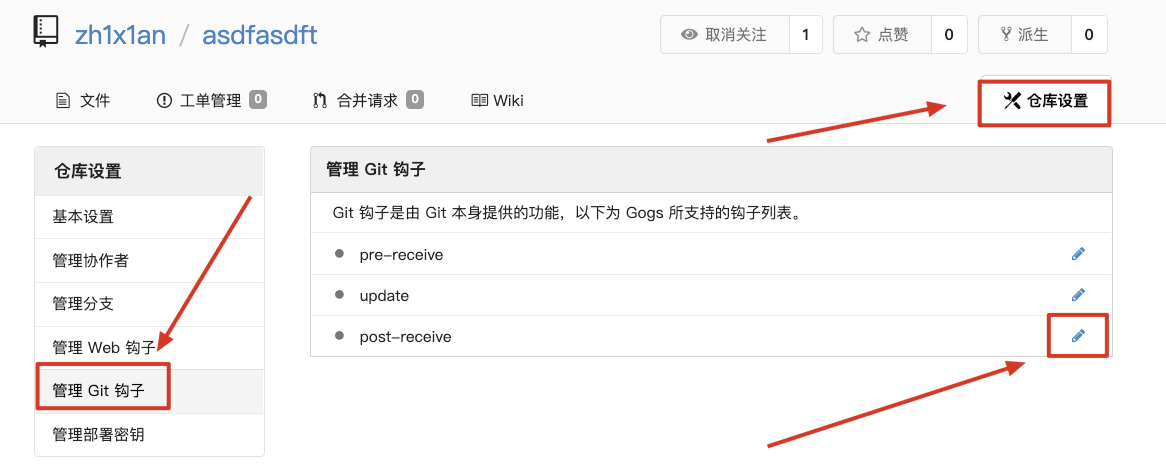 zh1x1an / asdfasdft
取消关注 1 点赞 0 派生 0
文件 工单管理 0 合并请求 0 Wiki 仓库设置
仓库设置
基本设置
管理协作者
管理分支
管理 Web 钩子
管理 Git 钩子
管理部署密钥
管理 Git 钩子
Git 钩子是由 Git 本身提供的功能，以下为 Gogs 所支持的钩子列表。
pre-receive
update
post-receive